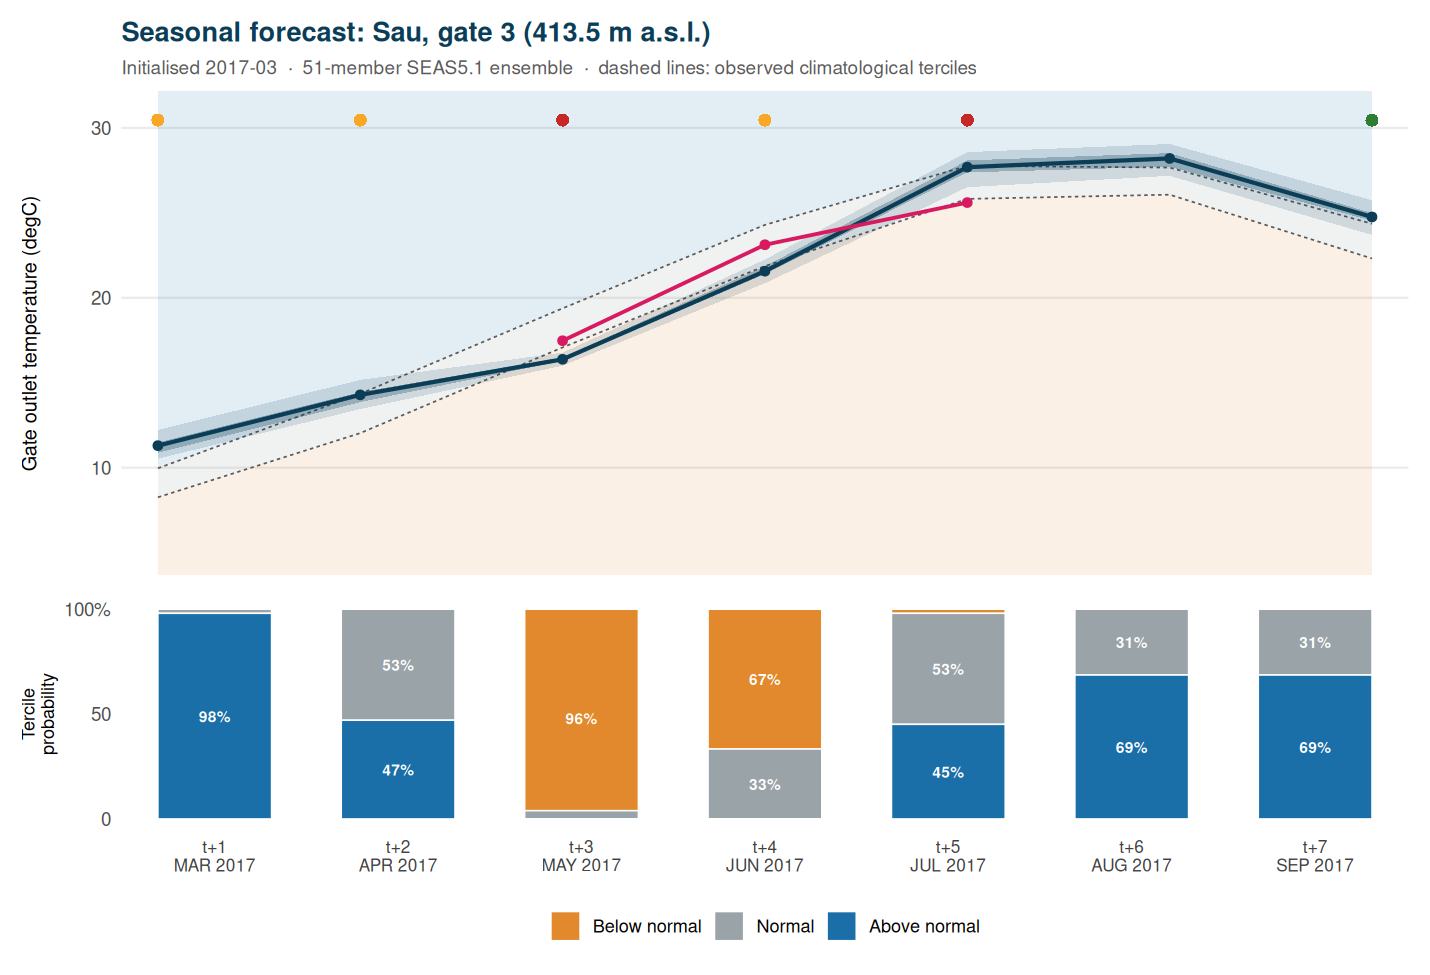 Seasonal forecast: Sau, gate 3 (413.5 m a.s.l.)
Initialised 2017-03 · 51-member SEAS5.1 ensemble · dashed lines: observed climatological terciles
Gate outlet temperature (degC)
30
20
10
Tercile
probability
100%
50
0
98%
53%
47%
96%
67%
33%
53%
45%
31%
69%
31%
69%
t+1
MAR 2017
t+2
APR 2017
t+3
MAY 2017
t+4
JUN 2017
t+5
JUL 2017
t+6
AUG 2017
t+7
SEP 2017
Below normal
Normal
Above normal